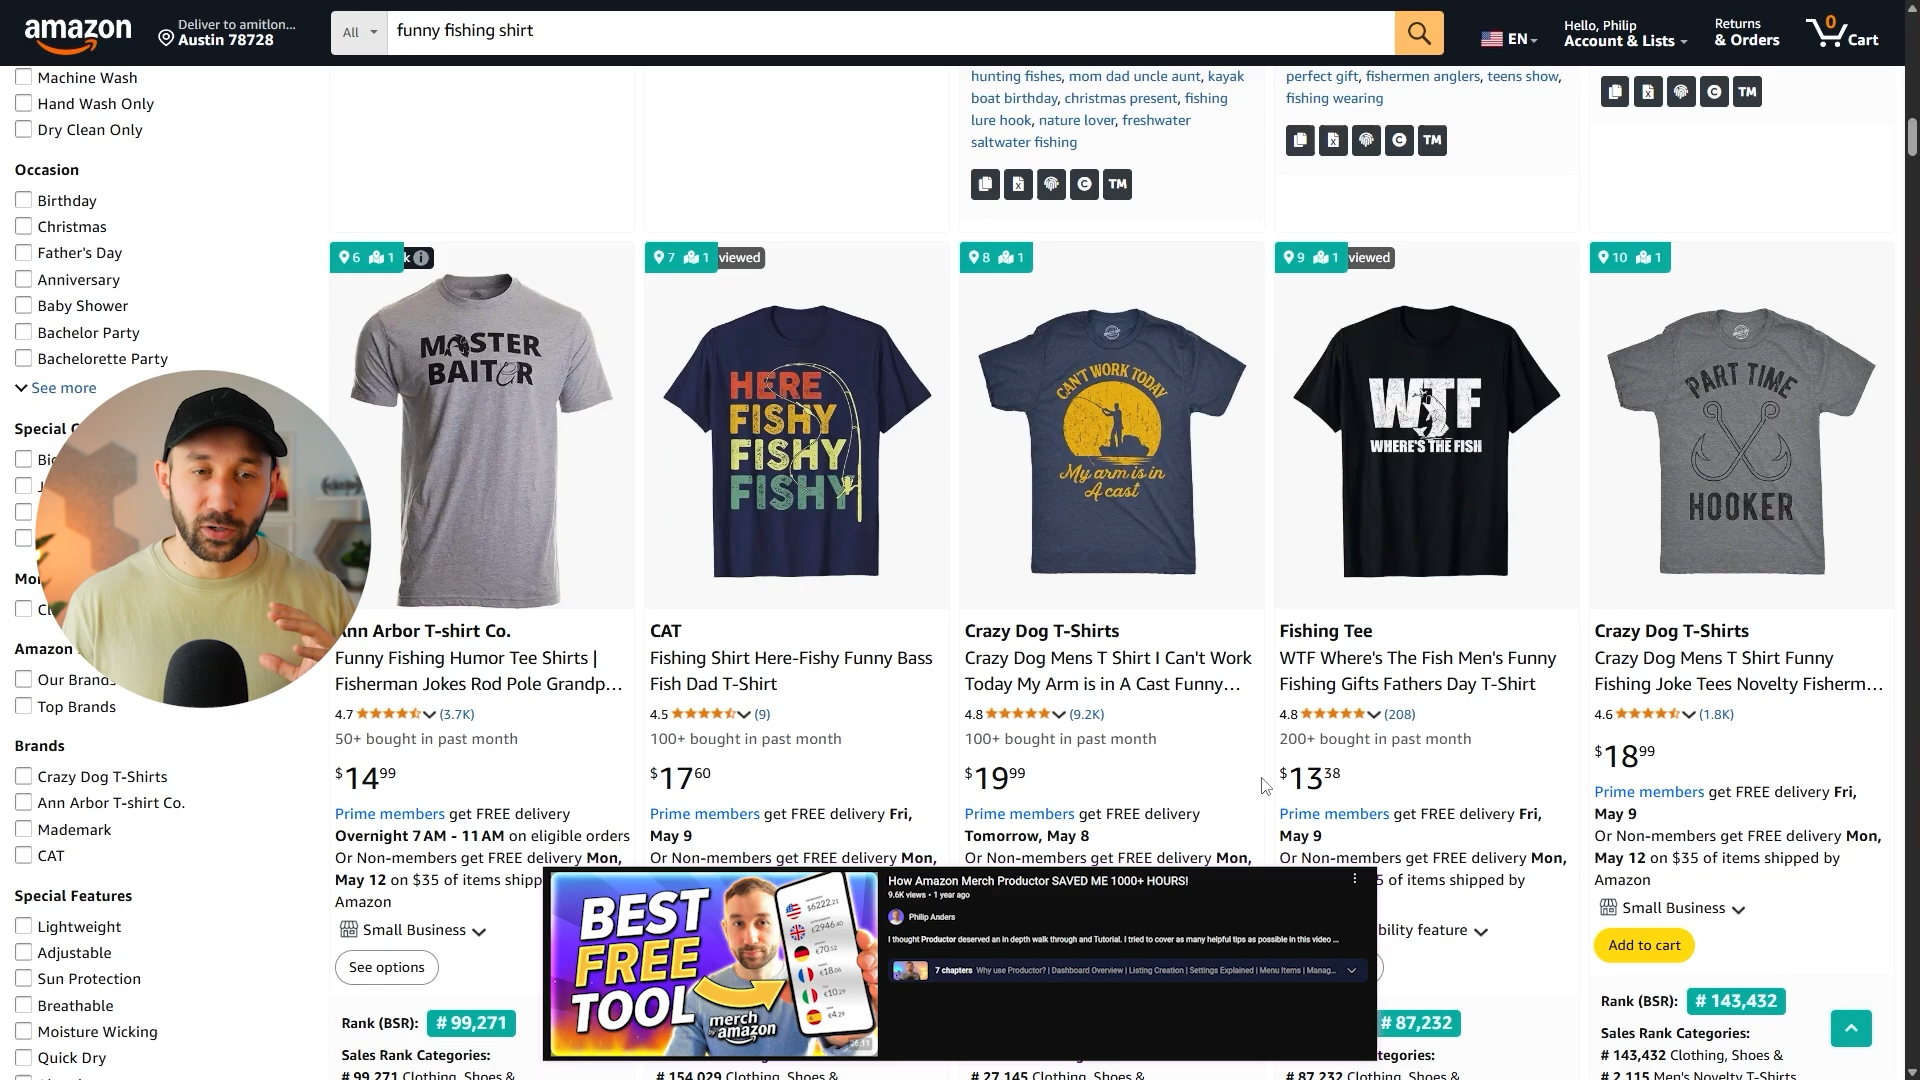 amazon
Deliver to amitlon...
Austin 78728
All
funny fishing shirt
EN
Hello, Philip
Account & Lists
Returns
& Orders
0
Cart
Machine Wash
Hand Wash Only
Dry Clean Only
Occasion
Birthday
Christmas
Father's Day
Anniversary
Baby Shower
Bachelor Party
Bachelorette Party
See more
Special
Amazon
Our Brands
Top Brands
Brands
Crazy Dog T-Shirts
Ann Arbor T-shirt Co.
Mademark
CAT
Special Features
Lightweight
Adjustable
Sun Protection
Breathable
Moisture Wicking
Quick Dry
hunting fishes, mom dad uncle aunt, kayak
boat birthday, christmas present, fishing
lure hook, nature lover, freshwater
saltwater fishing
TM
perfect gift, fishermen anglers, teens show,
fishing wearing
TM
TM
6 1
MASTER
BAITER
Ann Arbor T-shirt Co.
Funny Fishing Humor Tee Shirts |
Fisherman Jokes Rod Pole Grandp...
4.7 (3.7K)
50+ bought in past month
$14 99
Prime members get FREE delivery
Overnight 7 AM - 11 AM on eligible orders
Or Non-members get FREE delivery Mon,
May 12 on $35 of items shipp
Amazon
Small Business
See options
Rank (BSR): # 99,271
Sales Rank Categories:
# 99,271 Clothing, Shoes &
7 1 viewed
HERE
FISHY
FISHY
FISHY
CAT
Fishing Shirt Here-Fishy Funny Bass
Fish Dad T-Shirt
4.5 (9)
100+ bought in past month
$17 60
Prime members get FREE delivery Fri,
May 9
Or Non-members get FREE delivery Mon,
# 154,029 Clothing, Shoes &
8 1
CAN'T WORK TODAY
My arm is in
A cast
Crazy Dog T-Shirts
Crazy Dog Mens T Shirt I Can't Work
Today My Arm is in A Cast Funny...
4.8 (9.2K)
100+ bought in past month
$19 99
Prime members get FREE delivery
Tomorrow, May 8
Or Non-members get FREE delivery Mon,
# 27,145 Clothing, Shoes &
9 1 viewed
WTF
WHERE'S THE FISH
Fishing Tee
WTF Where's The Fish Men's Funny
Fishing Gifts Fathers Day T-Shirt
4.8 (208)
200+ bought in past month
$13 38
Prime members get FREE delivery Fri,
May 9
Or Non-members get FREE delivery Mon,
5 of items shipped by
bility feature
# 87,232
tegories:
# 87,232 Clothing, Shoes &
10 1
PART TIME
HOOKER
Crazy Dog T-Shirts
Crazy Dog Mens T Shirt Funny
Fishing Joke Tees Novelty Fisherm...
4.6 (1.8K)
$18 99
Prime members get FREE delivery Fri,
May 9
Or Non-members get FREE delivery Mon,
May 12 on $35 of items shipped by
Amazon
Small Business
Add to cart
Rank (BSR): # 143,432
Sales Rank Categories:
# 143,432 Clothing, Shoes &
# 2,115 Men's Novelty T-Shirts
BEST
FREE
TOOL
merch
by amazon
$6222.21
£2946.40
€70.52
€18.06
€10.29
€4.29
26:11
How Amazon Merch Productor SAVED ME 1000+ HOURS!
9.6K views • 1 year ago
Philip Anders
I thought Productor deserved an in depth walk through and Tutorial. I tried to cover as many helpful tips as possible in this video ...
7 chapters Why use Productor? | Dashboard Overview | Listing Creation | Settings Explained | Menu Items | Manag...